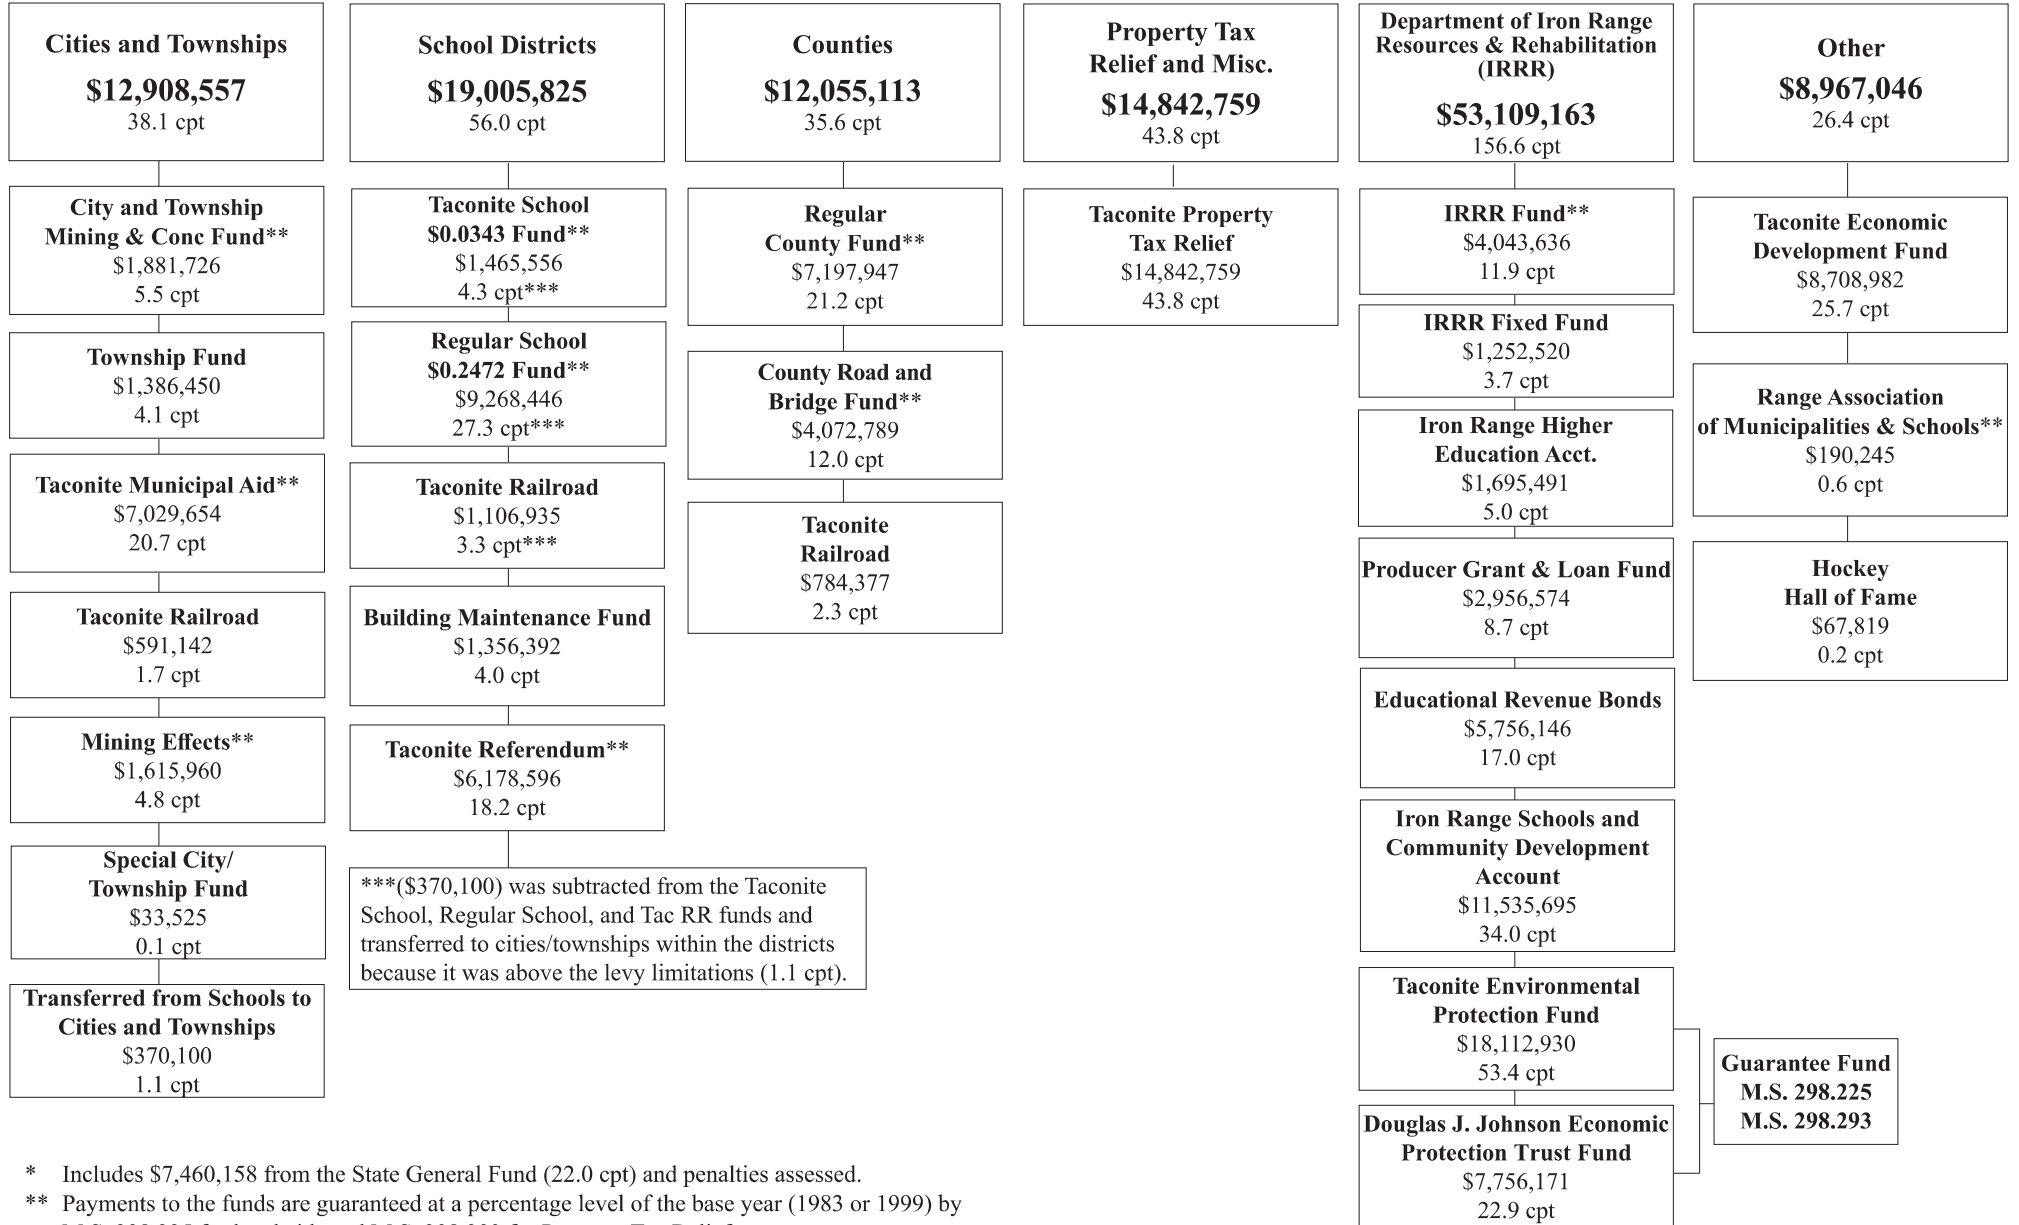 Cities and Townships
$12,908,557
38.1 cpt
City and Township
Mining & Conc Fund**
$1,881,726
5.5 cpt
Township Fund
$1,386,450
4.1 cpt
Taconite Municipal Aid**
$7,029,654
20.7 cpt
Taconite Railroad
$591,142
1.7 cpt
Mining Effects**
$1,615,960
4.8 cpt
Special City/
Township Fund
$33,525
0.1 cpt
Transferred from Schools to
Cities and Townships
$370,100
1.1 cpt
School Districts
$19,005,825
56.0 cpt
Taconite School
$0.0343 Fund**
$1,465,556
4.3 cpt***
Regular School
$0.2472 Fund**
$9,268,446
27.3 cpt***
Taconite Railroad
$1,106,935
3.3 cpt***
Building Maintenance Fund
$1,356,392
4.0 cpt
Taconite Referendum**
$6,178,596
18.2 cpt
***($370,100) was subtracted from the Taconite
School, Regular School, and Tac RR funds and
transferred to cities/townships within the districts
because it was above the levy limitations (1.1 cpt).
Counties
$12,055,113
35.6 cpt
Regular
County Fund**
$7,197,947
21.2 cpt
County Road and
Bridge Fund**
$4,072,789
12.0 cpt
Taconite
Railroad
$784,377
2.3 cpt
Property Tax
Relief and Misc.
$14,842,759
43.8 cpt
Taconite Property
Tax Relief
$14,842,759
43.8 cpt
Department of Iron Range
Resources & Rehabilitation
(IRRR)
$53,109,163
156.6 cpt
IRRR Fund**
$4,043,636
11.9 cpt
IRRR Fixed Fund
$1,252,520
3.7 cpt
Iron Range Higher
Education Acct.
$1,695,491
5.0 cpt
Producer Grant & Loan Fund
$2,956,574
8.7 cpt
Educational Revenue Bonds
$5,756,146
17.0 cpt
Iron Range Schools and
Community Development
Account
$11,535,695
34.0 cpt
Taconite Environmental
Protection Fund
$18,112,930
53.4 cpt
Douglas J. Johnson Economic
Protection Trust Fund
$7,756,171
22.9 cpt
Guarantee Fund
M.S. 298.225
M.S. 298.293
Other
$8,967,046
26.4 cpt
Taconite Economic
Development Fund
$8,708,982
25.7 cpt
Range Association
of Municipalities & Schools**
$190,245
0.6 cpt
Hockey
Hall of Fame
$67,819
0.2 cpt
* Includes $7,460,158 from the State General Fund (22.0 cpt) and penalties assessed.
** Payments to the funds are guaranteed at a percentage level of the base year (1983 or 1999) by